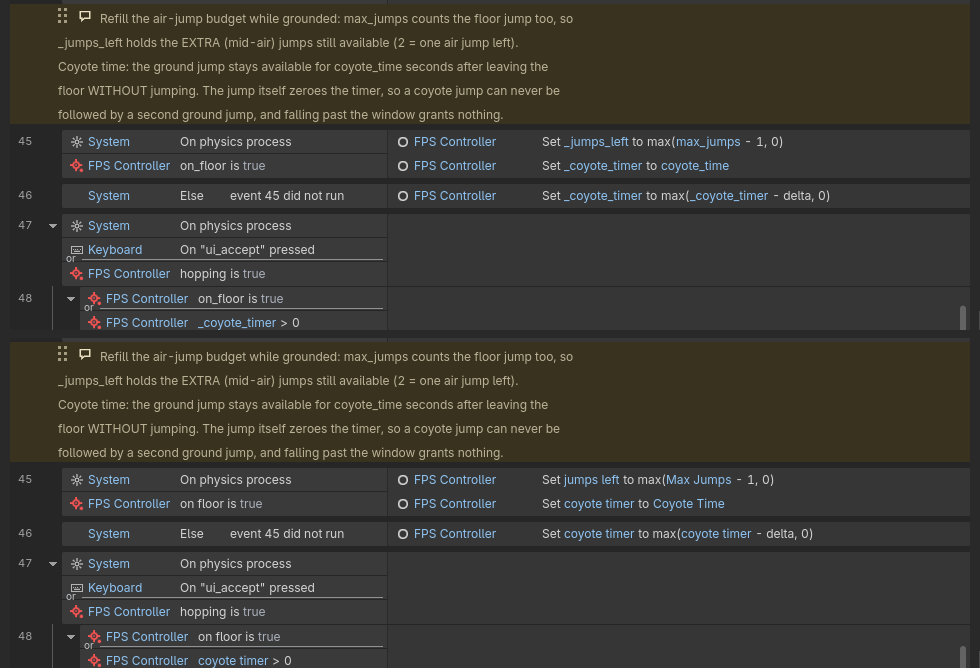 Refill the air-jump budget while grounded: max_jumps counts the floor jump too, so
_jumps_left holds the EXTRA (mid-air) jumps still available (2 = one air jump left).
Coyote time: the ground jump stays available for coyote_time seconds after leaving the
floor WITHOUT jumping. The jump itself zeroes the timer, so a coyote jump can never be
followed by a second ground jump, and falling past the window grants nothing.
45 System On physics process FPS Controller Set _jumps_left to max(max_jumps - 1, 0)
FPS Controller on_floor is true FPS Controller Set _coyote_timer to coyote_time
46 System Else event 45 did not run FPS Controller Set _coyote_timer to max(_coyote_timer - delta, 0)
47 System On physics process
Keyboard On "ui_accept" pressed
or
FPS Controller hopping is true
48 FPS Controller on_floor is true
or
FPS Controller _coyote_timer > 0
Refill the air-jump budget while grounded: max_jumps counts the floor jump too, so
_jumps_left holds the EXTRA (mid-air) jumps still available (2 = one air jump left).
Coyote time: the ground jump stays available for coyote_time seconds after leaving the
floor WITHOUT jumping. The jump itself zeroes the timer, so a coyote jump can never be
followed by a second ground jump, and falling past the window grants nothing.
45 System On physics process FPS Controller Set jumps left to max(Max Jumps - 1, 0)
FPS Controller on floor is true FPS Controller Set coyote timer to Coyote Time
46 System Else event 45 did not run FPS Controller Set coyote timer to max(coyote timer - delta, 0)
47 System On physics process
Keyboard On "ui_accept" pressed
or
FPS Controller hopping is true
48 FPS Controller on floor is true
or
FPS Controller coyote timer > 0